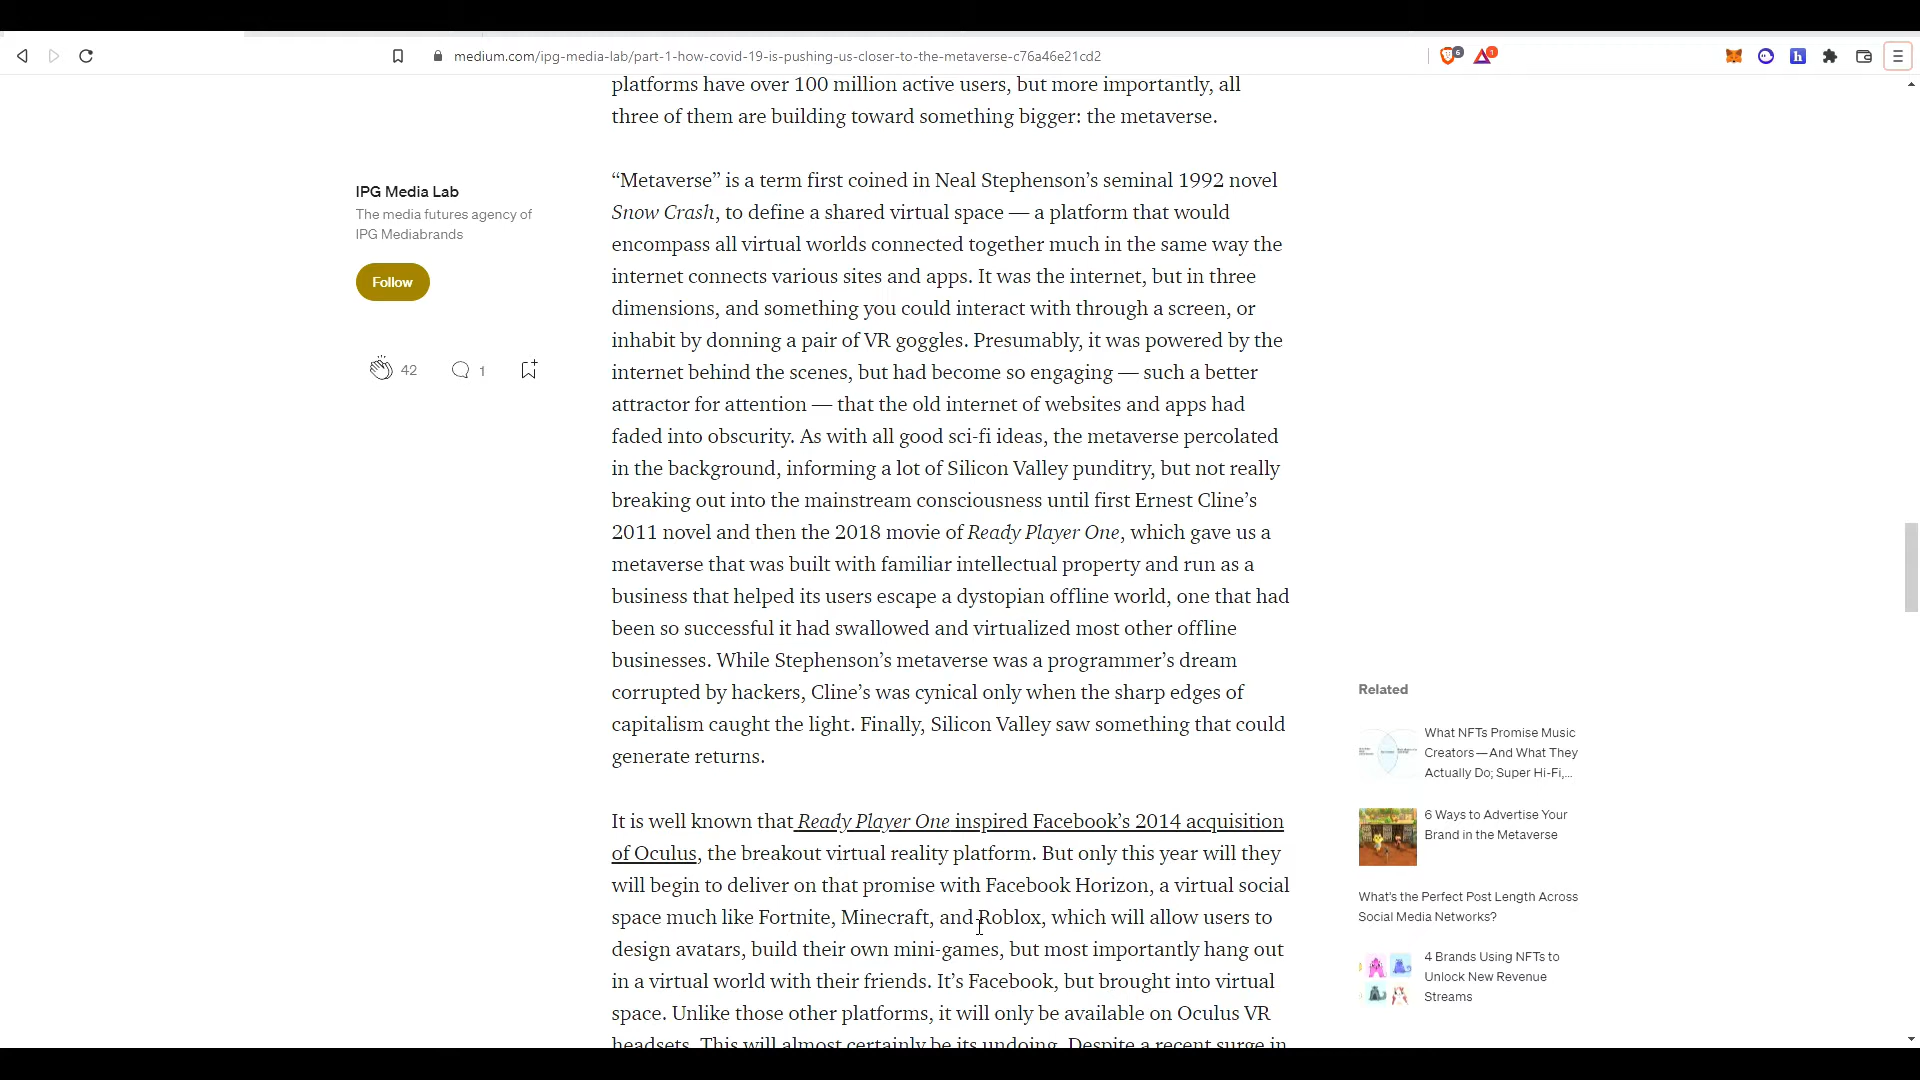 medium.com/ipg-media-lab/part-1-how-covid-19-is-pushing-us-closer-to-the-metaverse-c76a46e21cd2
6
1
h
platforms have over 100 million active users, but more importantly, all
three of them are building toward something bigger: the metaverse.
IPG Media Lab
The media futures agency of
IPG Mediabrands
Follow
42
1
“Metaverse” is a term first coined in Neal Stephenson’s seminal 1992 novel
Snow Crash, to define a shared virtual space — a platform that would
encompass all virtual worlds connected together much in the same way the
internet connects various sites and apps. It was the internet, but in three
dimensions, and something you could interact with through a screen, or
inhabit by donning a pair of VR goggles. Presumably, it was powered by the
internet behind the scenes, but had become so engaging — such a better
attractor for attention — that the old internet of websites and apps had
faded into obscurity. As with all good sci-fi ideas, the metaverse percolated
in the background, informing a lot of Silicon Valley punditry, but not really
breaking out into the mainstream consciousness until first Ernest Cline’s
2011 novel and then the 2018 movie of Ready Player One, which gave us a
metaverse that was built with familiar intellectual property and run as a
business that helped its users escape a dystopian offline world, one that had
been so successful it had swallowed and virtualized most other offline
businesses. While Stephenson’s metaverse was a programmer’s dream
corrupted by hackers, Cline’s was cynical only when the sharp edges of
capitalism caught the light. Finally, Silicon Valley saw something that could
generate returns.
It is well known that Ready Player One inspired Facebook’s 2014 acquisition
of Oculus, the breakout virtual reality platform. But only this year will they
will begin to deliver on that promise with Facebook Horizon, a virtual social
space much like Fortnite, Minecraft, and Roblox, which will allow users to
design avatars, build their own mini-games, but most importantly hang out
in a virtual world with their friends. It’s Facebook, but brought into virtual
space. Unlike those other platforms, it will only be available on Oculus VR
headsets. This will almost certainly be its undoing. Despite a recent surge in
Related
What NFTs Promise Music
Creators — And What They
Actually Do; Super Hi-Fi,...
6 Ways to Advertise Your
Brand in the Metaverse
What’s the Perfect Post Length Across
Social Media Networks?
4 Brands Using NFTs to
Unlock New Revenue
Streams